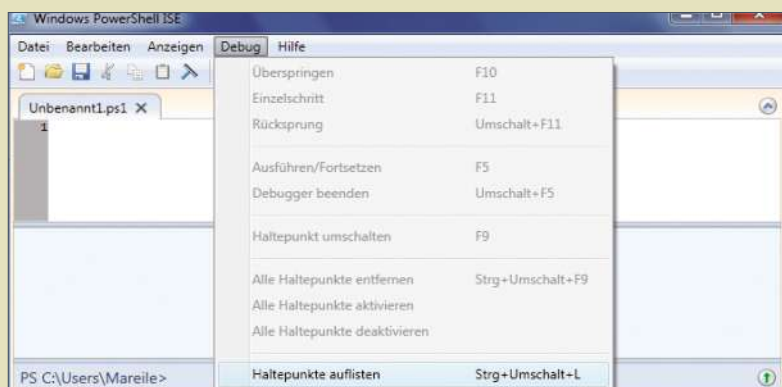 Windows PowerShell ISE
Datei Bearbeiten Anzeigen Debug Hilfe
Unbenannt1.ps1
1
Überspringen F10
Einzelschritt F11
Rücksprung Umschalt+F11
Ausführen/Fortsetzen F5
Debugger beenden Umschalt+F5
Haltepunkt umschalten F9
Alle Haltepunkte entfernen Strg+Umschalt+F9
Alle Haltepunkte aktivieren
Alle Haltepunkte deaktivieren
Haltepunkte auflisten Strg+Umschalt+L
PS C:\Users\Mareile>